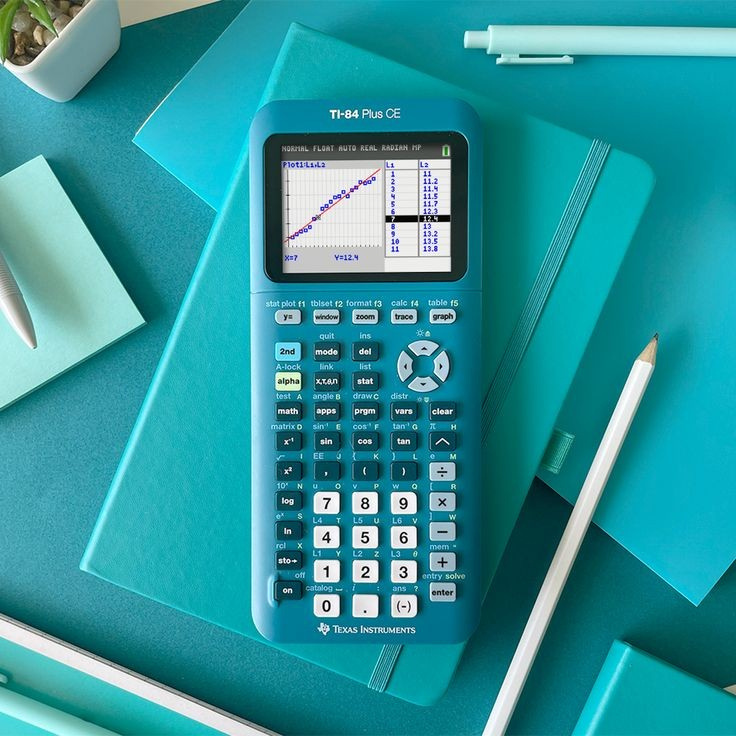 TI-84 Plus CE
NORMAL FLOAT AUTO REAL RADIAN MP
Plot1:L1,L2
L1 L2
1 11
2 11.2
3 11.4
4 11.5
5 11.7
6 12.3
7 12.4
8 13
9 13.2
10 13.5
11 13.8
X=7 Y=12.4
stat plot f1 tblset f2 format f3 calc f4 table f5
y= window zoom trace graph
quit ins
2nd mode del
A-lock link list
alpha X,T,θ,n stat
test A angle B draw C distr
math apps prgm vars clear
matrix D sin⁻¹ E cos⁻¹ F tan⁻¹ G π H
x⁻¹ sin cos tan ^
√ I EE J { K } L e M
x² , ( ) ÷
10ˣ N u O v P w Q [ R
log 7 8 9 ×
eˣ S L4 T L5 U L6 V ] W
ln 4 5 6 −
rcl X L1 Y L2 Z L3 θ mem "
sto→ 1 2 3 +
off catalog ⎵ i : ans ? entry solve
on 0 . (-) enter
TEXAS INSTRUMENTS